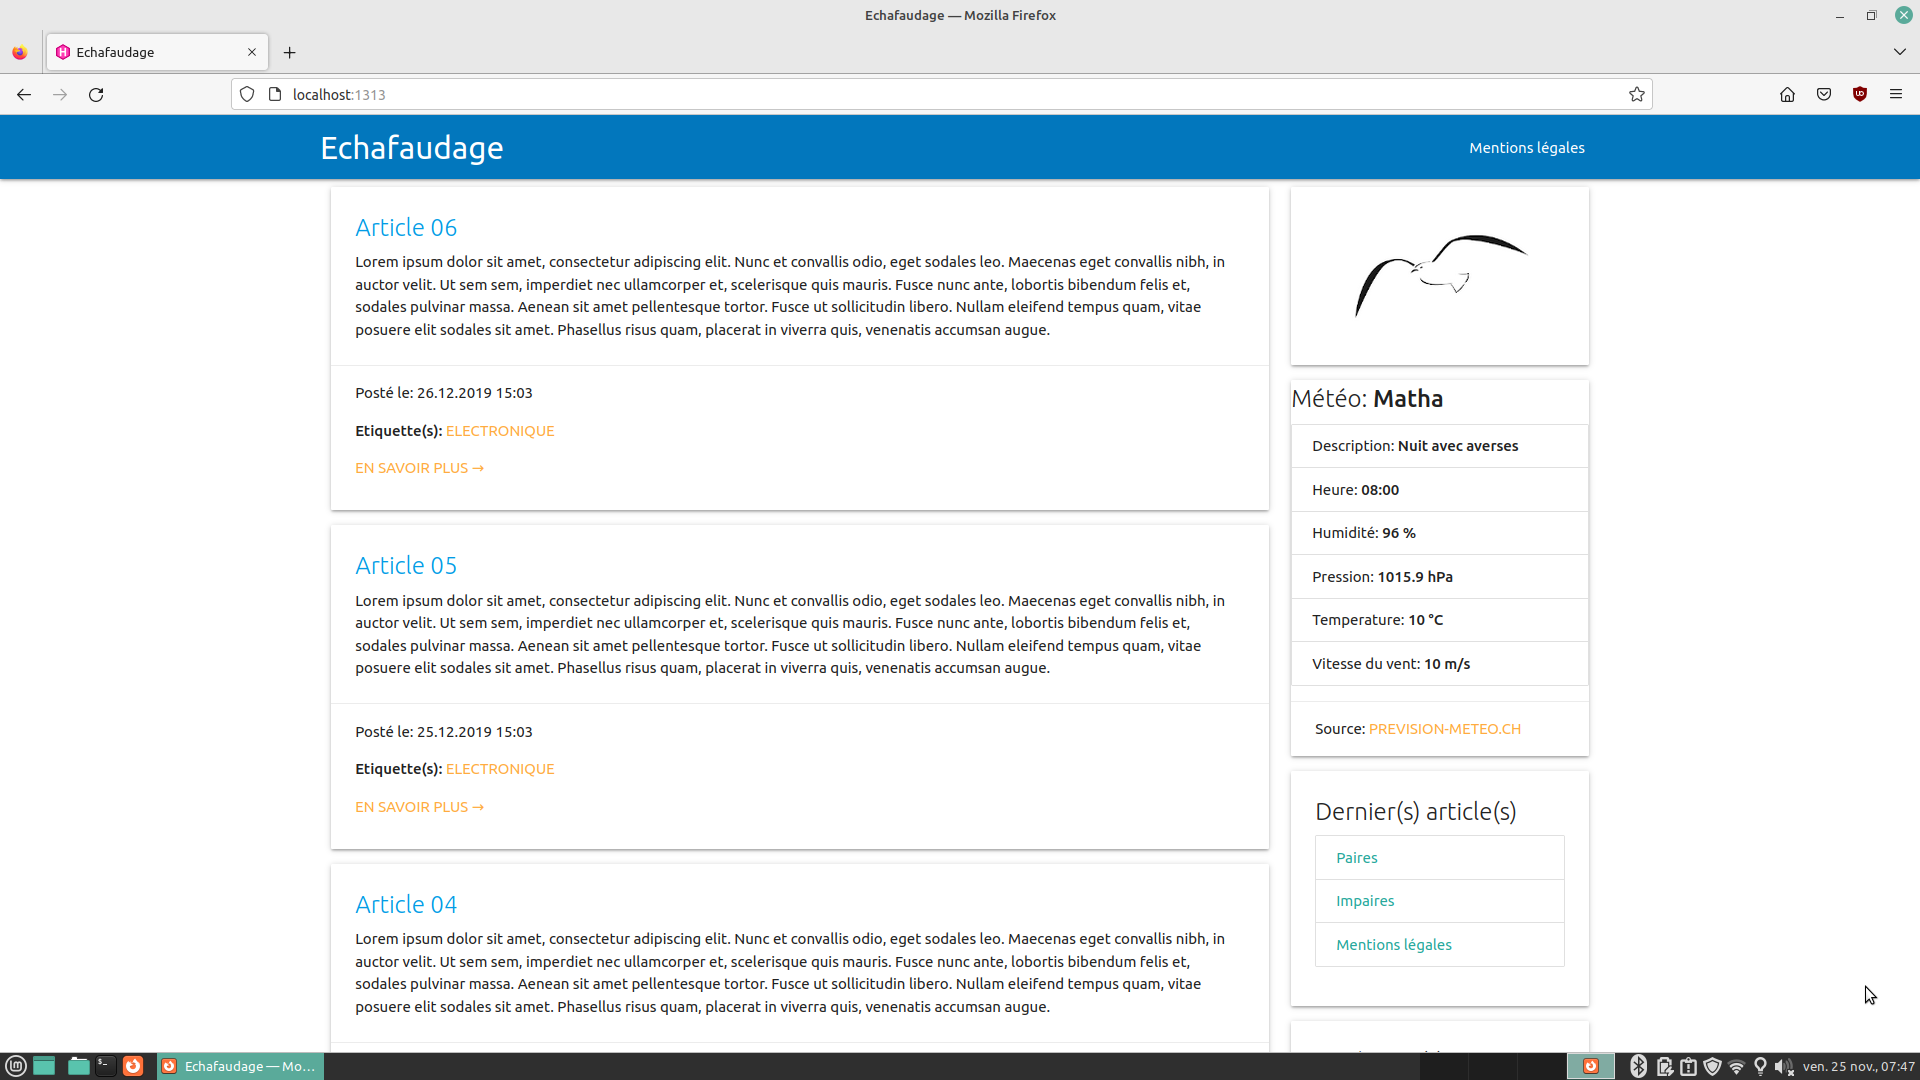 Echafaudage — Mozilla Firefox
Echafaudage
localhost:1313
Echafaudage
Mentions légales
Article 06
Lorem ipsum dolor sit amet, consectetur adipiscing elit. Nunc et convallis odio, eget sodales leo. Maecenas eget convallis nibh, in
auctor velit. Ut sem sem, imperdiet nec ullamcorper et, scelerisque quis mauris. Fusce nunc ante, lobortis bibendum felis et,
sodales pulvinar massa. Aenean sit amet pellentesque tortor. Fusce ut sollicitudin libero. Nullam eleifend tempus quam, vitae
posuere elit sodales sit amet. Phasellus risus quam, placerat in viverra quis, venenatis accumsan augue.
Posté le: 26.12.2019 15:03
Etiquette(s): ELECTRONIQUE
EN SAVOIR PLUS →
Article 05
Lorem ipsum dolor sit amet, consectetur adipiscing elit. Nunc et convallis odio, eget sodales leo. Maecenas eget convallis nibh, in
auctor velit. Ut sem sem, imperdiet nec ullamcorper et, scelerisque quis mauris. Fusce nunc ante, lobortis bibendum felis et,
sodales pulvinar massa. Aenean sit amet pellentesque tortor. Fusce ut sollicitudin libero. Nullam eleifend tempus quam, vitae
posuere elit sodales sit amet. Phasellus risus quam, placerat in viverra quis, venenatis accumsan augue.
Posté le: 25.12.2019 15:03
Etiquette(s): ELECTRONIQUE
EN SAVOIR PLUS →
Article 04
Lorem ipsum dolor sit amet, consectetur adipiscing elit. Nunc et convallis odio, eget sodales leo. Maecenas eget convallis nibh, in
auctor velit. Ut sem sem, imperdiet nec ullamcorper et, scelerisque quis mauris. Fusce nunc ante, lobortis bibendum felis et,
sodales pulvinar massa. Aenean sit amet pellentesque tortor. Fusce ut sollicitudin libero. Nullam eleifend tempus quam, vitae
posuere elit sodales sit amet. Phasellus risus quam, placerat in viverra quis, venenatis accumsan augue.
Météo: Matha
Description: Nuit avec averses
Heure: 08:00
Humidité: 96 %
Pression: 1015.9 hPa
Temperature: 10 °C
Vitesse du vent: 10 m/s
Source: PREVISION-METEO.CH
Dernier(s) article(s)
Paires
Impaires
Mentions légales
Echafaudage — Mo...
ven. 25 nov., 07:47